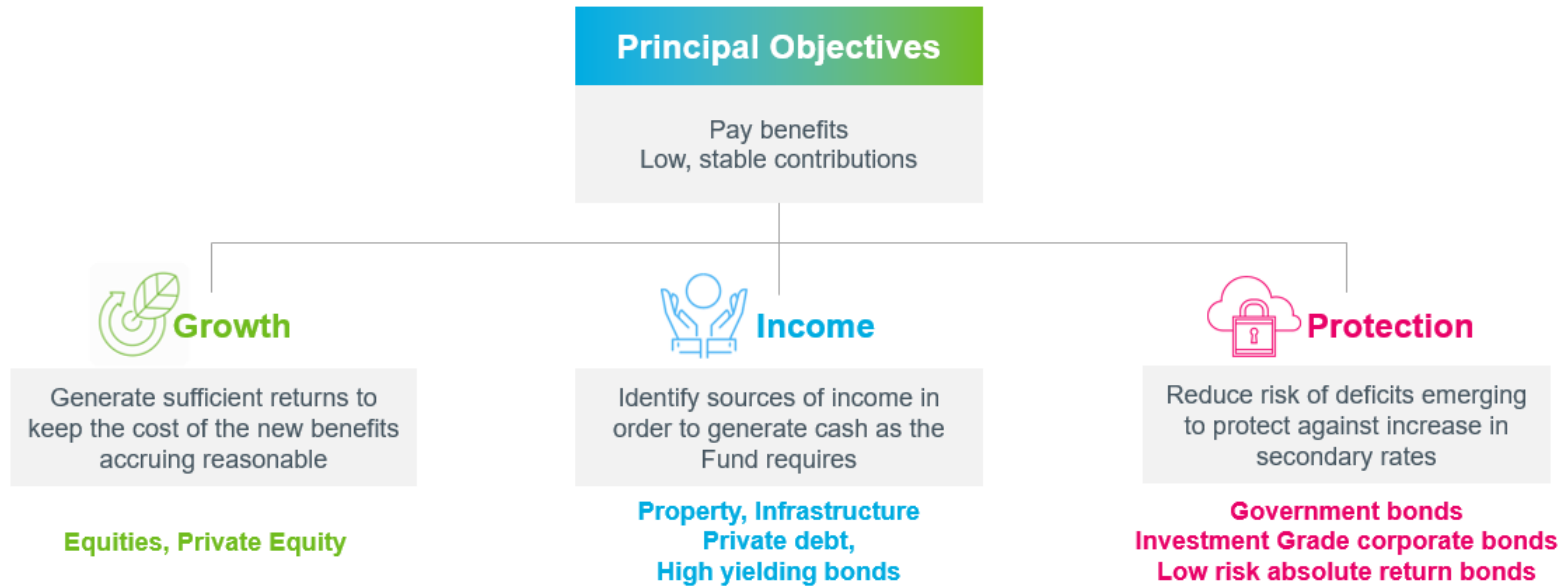 Principal Objectives
Pay benefits
Low, stable contributions
Growth
Generate sufficient returns to
keep the cost of the new benefits
accruing reasonable
Equities, Private Equity
Income
Identify sources of income in
order to generate cash as the
Fund requires
Property, Infrastructure
Private debt,
High yielding bonds
Protection
Reduce risk of deficits emerging
to protect against increase in
secondary rates
Government bonds
Investment Grade corporate bonds
Low risk absolute return bonds